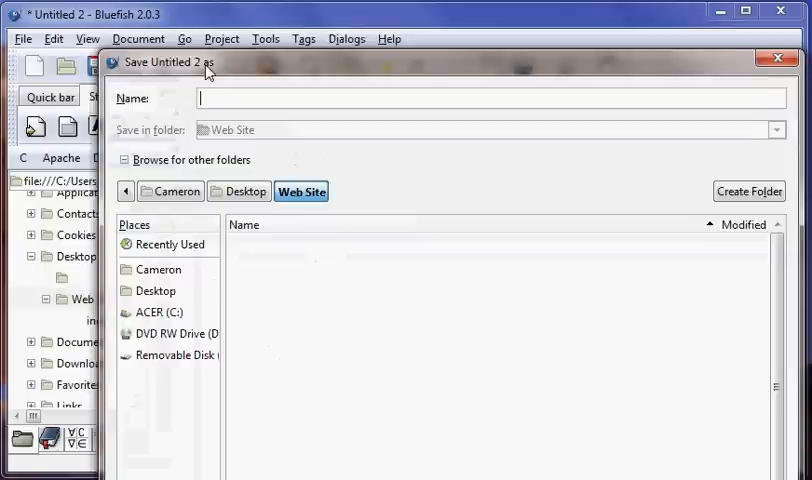 * Untitled 2 - Bluefish 2.0.3
File Edit View Document Go Project Tools Tags Dialogs Help
Save Untitled 2 as
Quick bar
Name:
Save in folder: Web Site
C Apache
Browse for other folders
file:///C:/Users
Cameron Desktop Web Site Create Folder
Contacts
Places Name Modified
Cookies
Recently Used
Desktop
Cameron
Web
Desktop
ACER (C:)
DVD RW Drive (D
Docume
Removable Disk (
Downloa
Favorites
Links